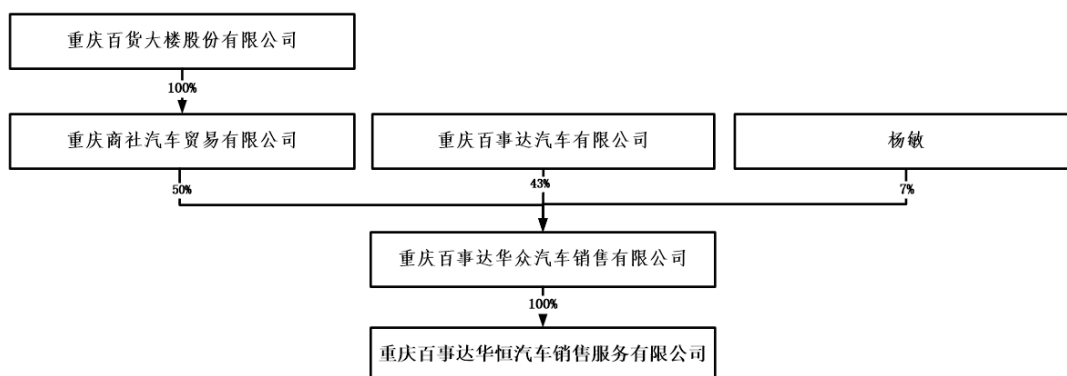 重庆百货大楼股份有限公司
100%
重庆商社汽车贸易有限公司
重庆百事达汽车有限公司
杨敏
50%
43%
7%
重庆百事达华众汽车销售有限公司
100%
重庆百事达华恒汽车销售服务有限公司